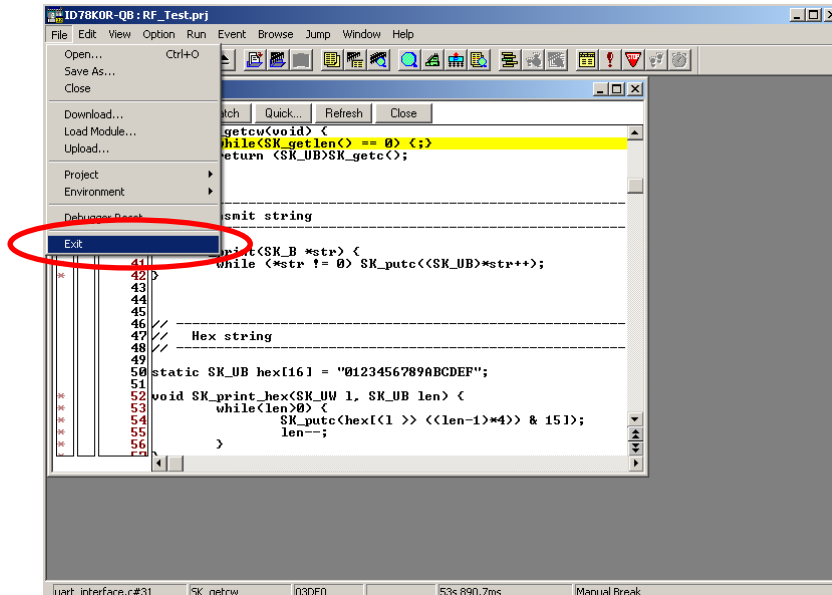 ID78K0R-QB : RF_Test.prj
File Edit View Option Run Event Browse Jump Window Help
Open... Ctrl+O
Save As...
Close
Download...
Load Module...
Upload...
Project
Environment
Debugger Reset...
Exit
Quick... Refresh Close
_getcw(void) {
while(SK_getlen() == 0) {;}
return (SK_UB)SK_getc();
smit string
print(SK_B *str) {
41 while (*str != 0) SK_putc((SK_UB)*str++);
* 42 }
43
44
45
46 // ----------------------------------------------------------
47 // Hex string
48 // ----------------------------------------------------------
49
50 static SK_UB hex[16] = "0123456789ABCDEF";
51
* 52 void SK_print_hex(SK_UW l, SK_UB len) {
* 53 while(len>0) {
* 54 SK_putc(hex[(l >> ((len-1)*4)) & 15]);
* 55 len--;
* 56 }
uart_interface.c#31 SK_getcw 03DF0 53s 890.7ms Manual Break